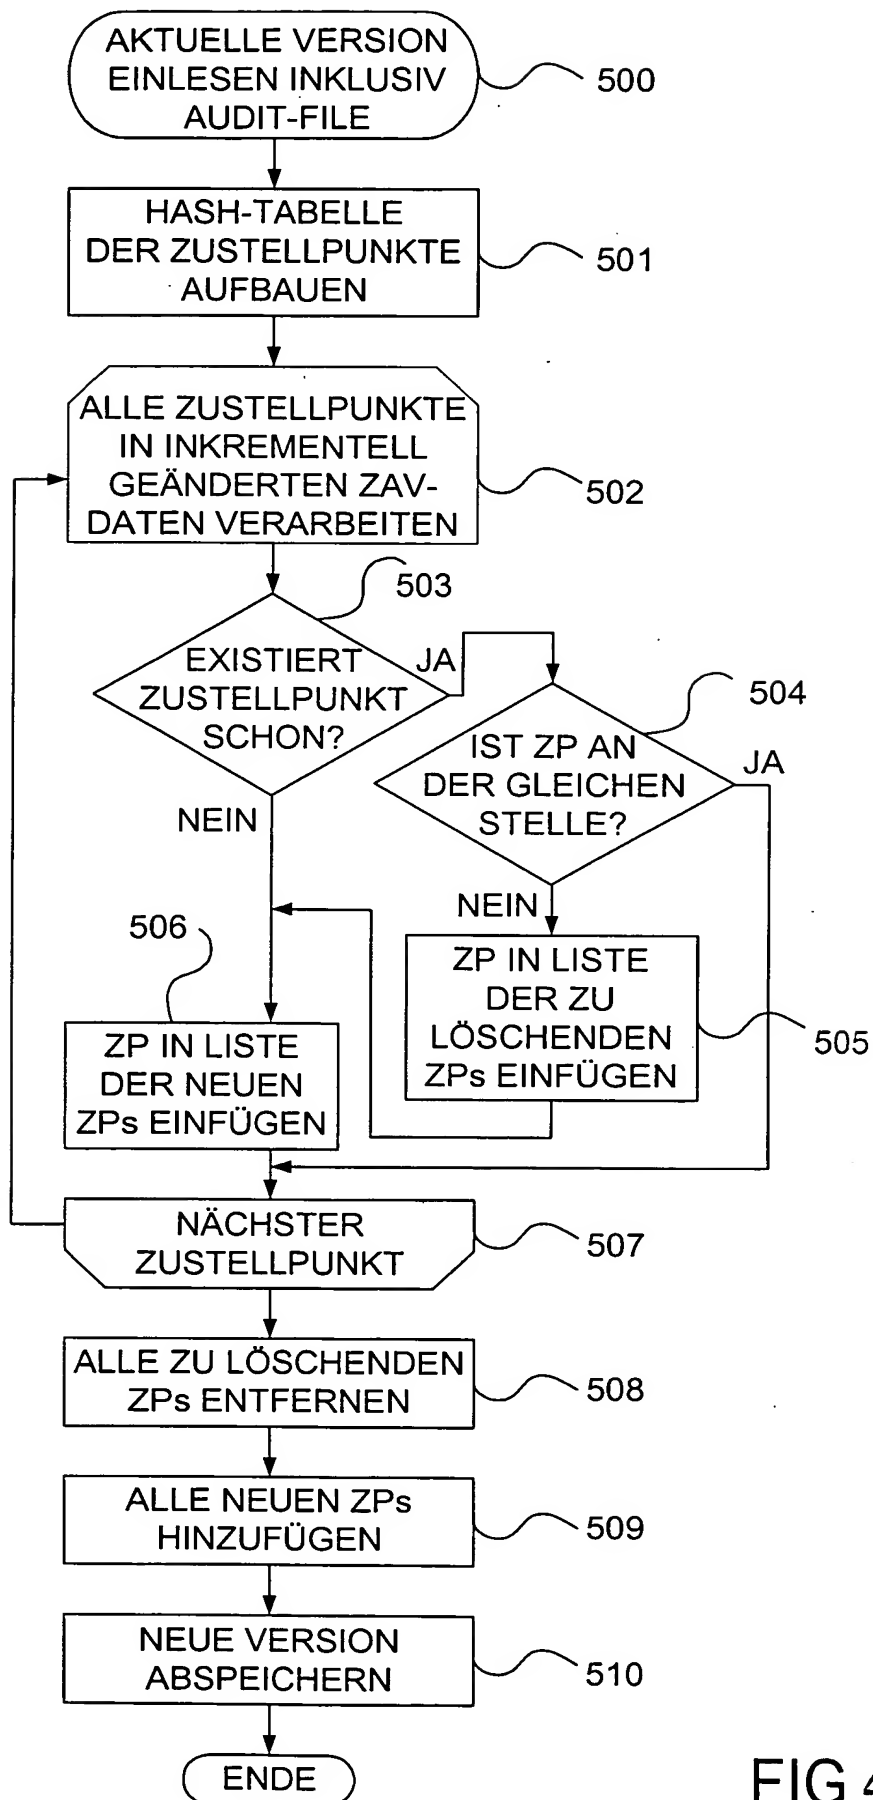 AKTUELLE VERSION
EINLESEN INKLUSIV
AUDIT-FILE
500
HASH-TABELLE
DER ZUSTELLPUNKTE
AUFBAUEN
501
ALLE ZUSTELLPUNKTE
IN INKREMENTELL
GEÄNDERTEN ZAV-
DATEN VERARBEITEN
502
503
EXISTIERT
ZUSTELLPUNKT
SCHON?
JA
504
IST ZP AN
DER GLEICHEN
STELLE?
JA
NEIN
NEIN
506
ZP IN LISTE
DER ZU
LÖSCHENDEN
ZPs EINFÜGEN
505
ZP IN LISTE
DER NEUEN
ZPs EINFÜGEN
NÄCHSTER
ZUSTELLPUNKT
507
ALLE ZU LÖSCHENDEN
ZPs ENTFERNEN
508
ALLE NEUEN ZPs
HINZUFÜGEN
509
NEUE VERSION
ABSPEICHERN
510
ENDE
FIG 4